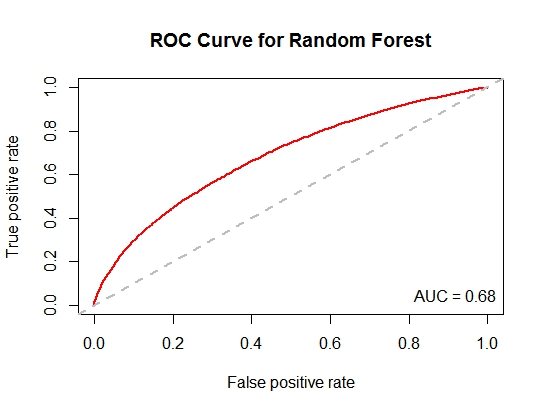 ROC Curve for Random Forest
True positive rate
1.0
0.8
0.6
0.4
0.2
0.0
AUC = 0.68
0.0 0.2 0.4 0.6 0.8 1.0
False positive rate